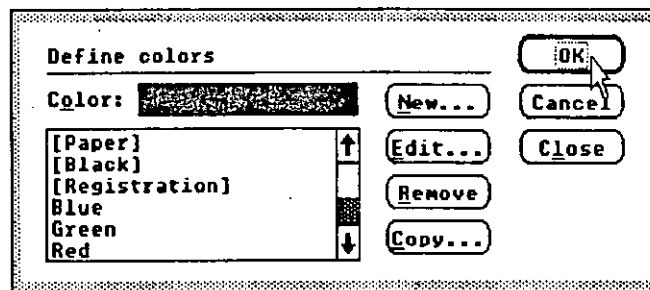 Define colors
OK
Color:
New...
Cancel
[Paper]
[Black]
[Registration]
Blue
Green
Red
Edit...
Close
Remove
Copy...